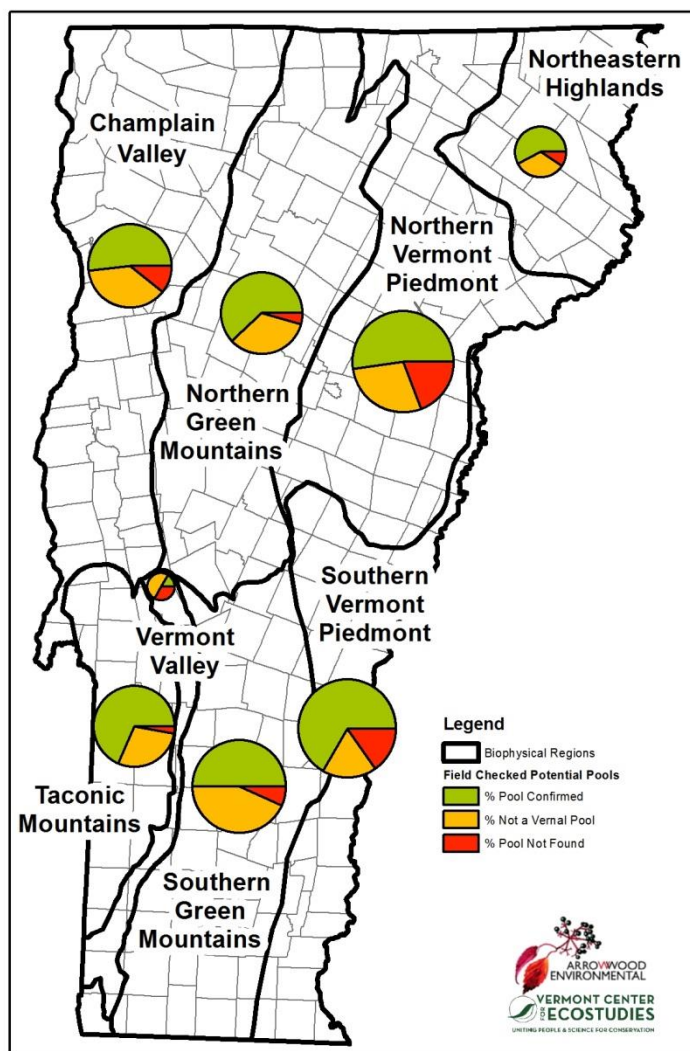 Northeastern
Highlands
Champlain
Valley
Northern
Vermont
Piedmont
Northern
Green
Mountains
Southern
Vermont
Piedmont
Vermont
Valley
Taconic
Mountains
Southern
Green
Mountains
Legend
Biophysical Regions
Field Checked Potential Pools
% Pool Confirmed
% Not a Vernal Pool
% Pool Not Found
ARROWWOOD
ENVIRONMENTAL
VERMONT CENTER
FOR ECOSTUDIES
UNITING PEOPLE & SCIENCE FOR CONSERVATION